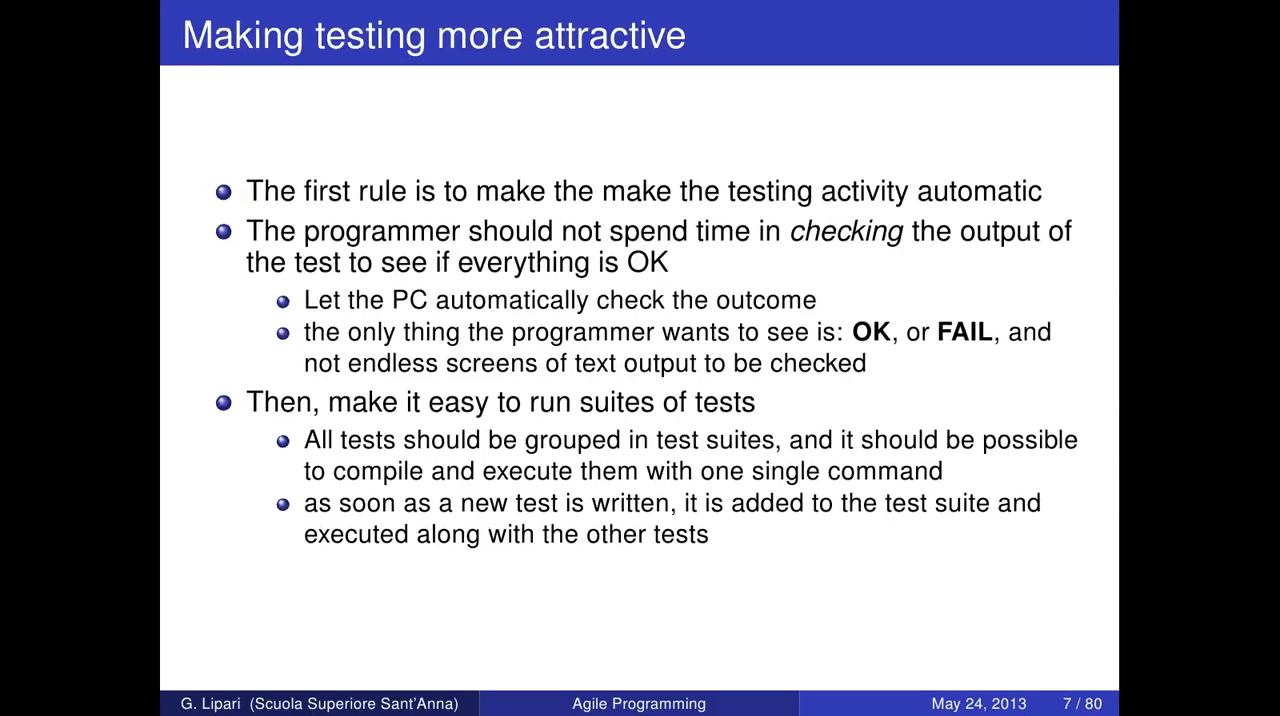 Making testing more attractive
The first rule is to make the make the testing activity automatic
The programmer should not spend time in checking the output of
the test to see if everything is OK
Let the PC automatically check the outcome
the only thing the programmer wants to see is: OK, or FAIL, and
not endless screens of text output to be checked
Then, make it easy to run suites of tests
All tests should be grouped in test suites, and it should be possible
to compile and execute them with one single command
as soon as a new test is written, it is added to the test suite and
executed along with the other tests
G. Lipari (Scuola Superiore Sant'Anna) Agile Programming May 24, 2013 7 / 80